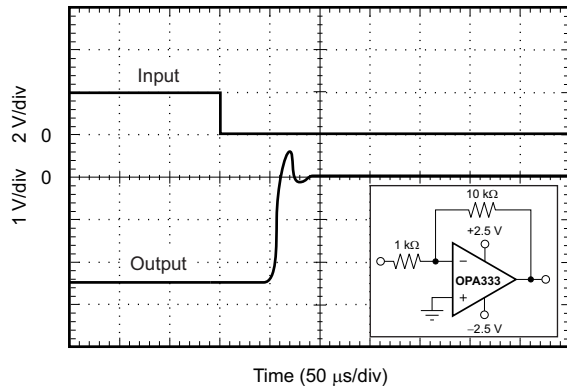 Input
2 V/div
0
0
1 V/div
Output
10 kΩ
+2.5 V
1 kΩ
−
OPA333
+
−2.5 V
Time (50 µs/div)